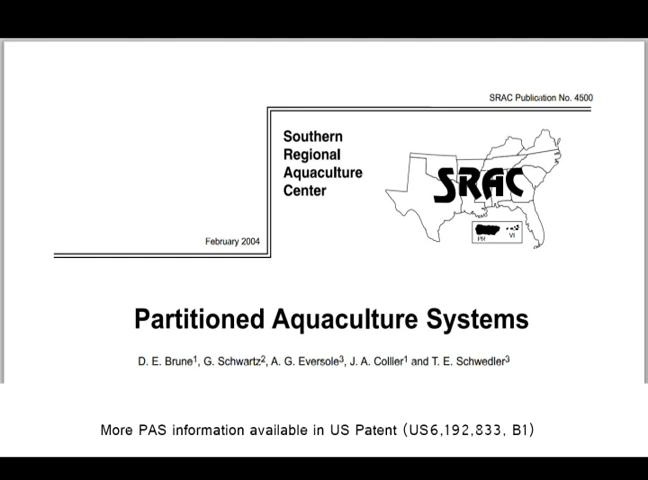 SRAC Publication No. 4500
Southern
Regional
Aquaculture
Center
SRAC
PR
VI
February 2004
Partitioned Aquaculture Systems
D. E. Brune¹, G. Schwartz², A. G. Eversole³, J. A. Collier¹ and T. E. Schwedler³
More PAS information available in US Patent (US6,192,833, B1)